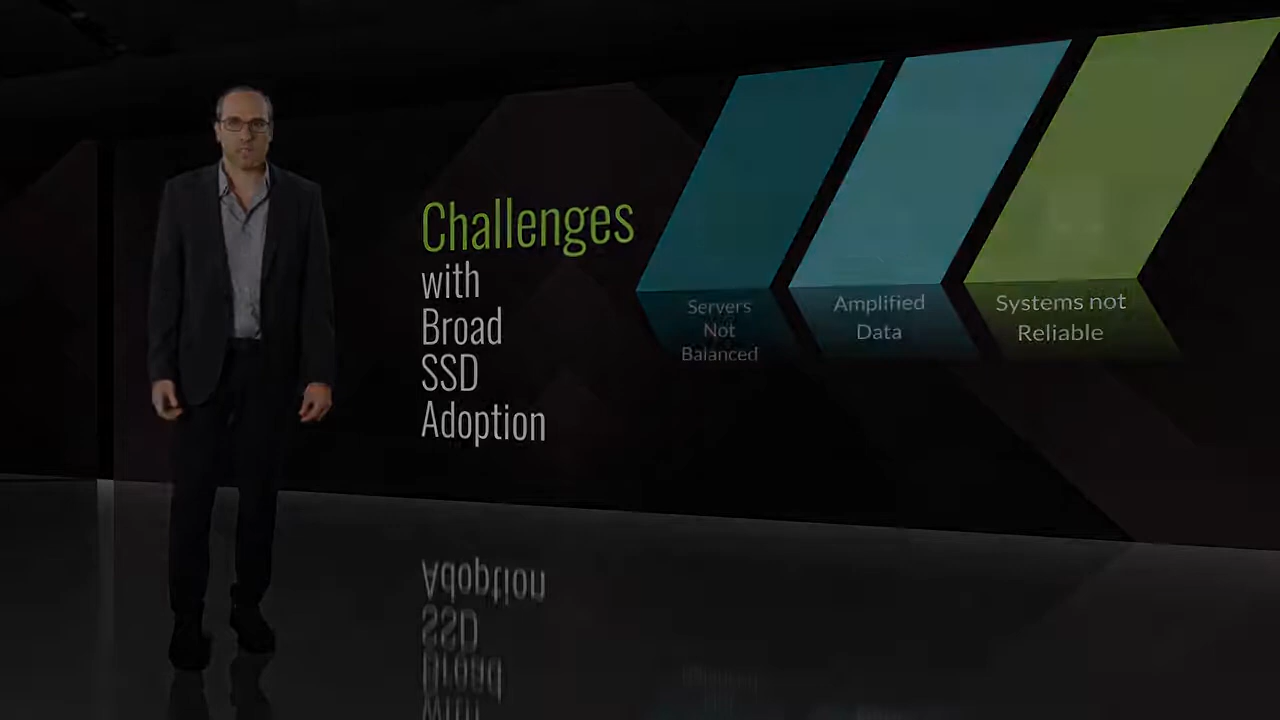 Challenges
with
Broad
SSD
Adoption
Servers
Not
Balanced
Amplified
Data
Systems not
Reliable